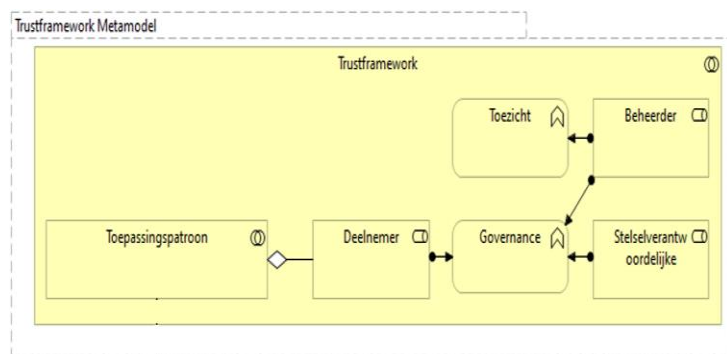 Trustframework Metamodel
Trustframework
Toezicht
Beheerder
Toepassingspatroon
Deelnemer
Governance
Stelselverantw
oordelijke